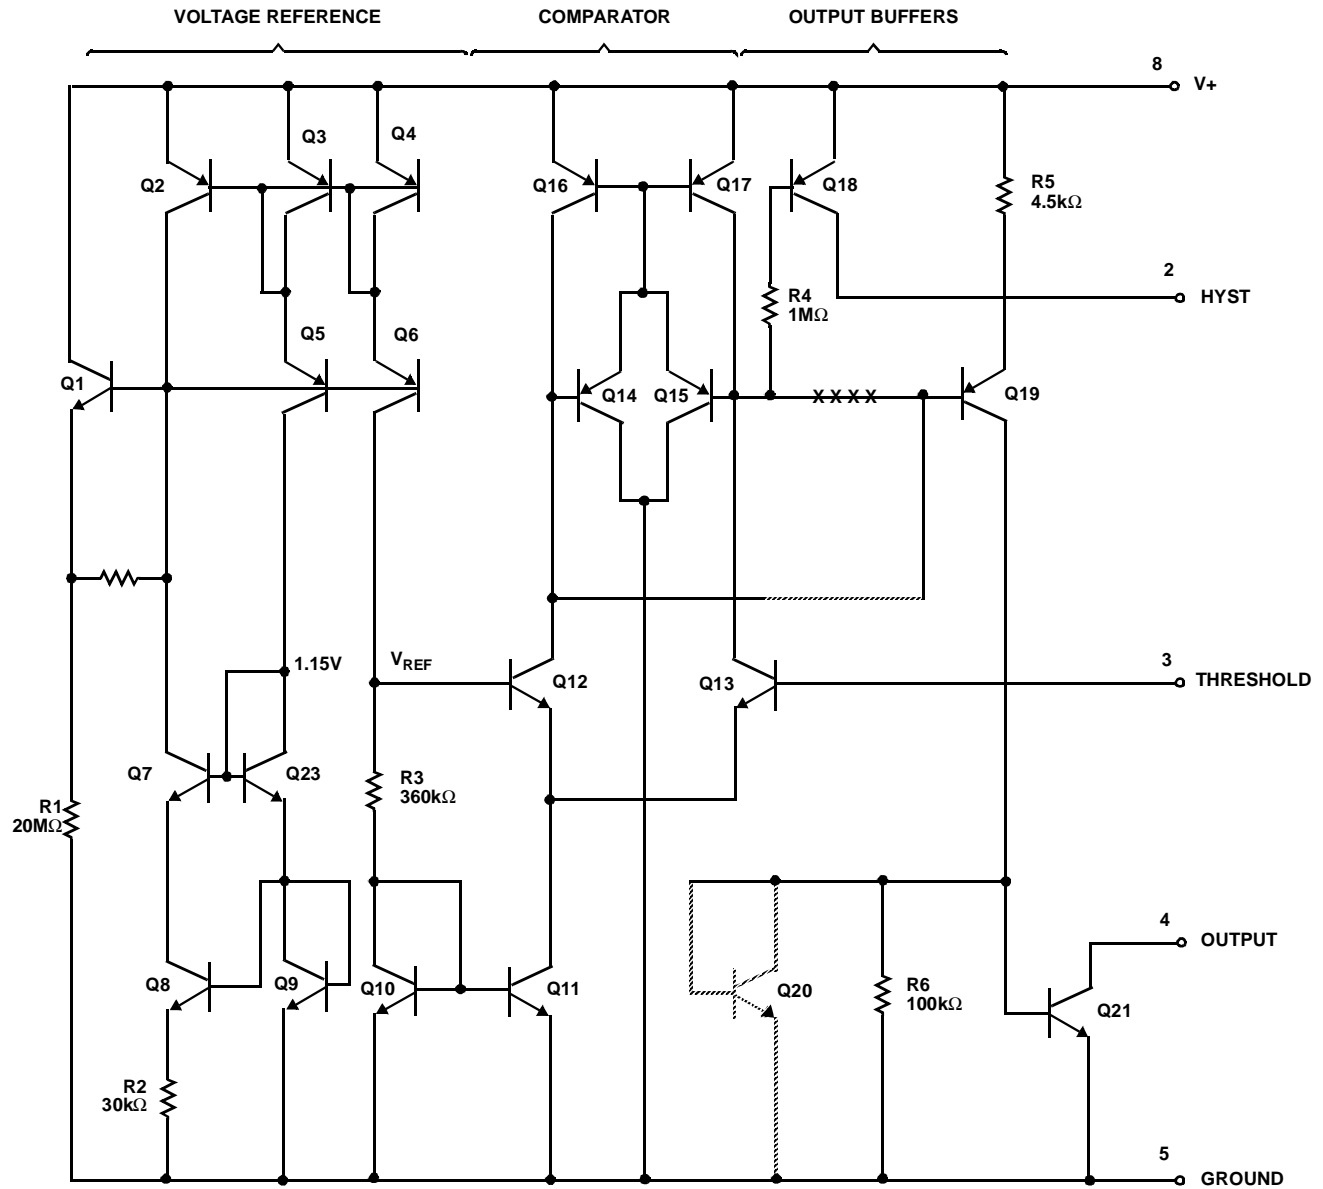 VOLTAGE REFERENCE
COMPARATOR
OUTPUT BUFFERS
8
V+
Q3
Q4
Q2
Q16
Q17
Q18
R5
4.5kΩ
2
HYST
R4
1MΩ
Q5
Q6
Q1
Q14
Q15
X X X X
Q19
1.15V
VREF
Q12
Q13
3
THRESHOLD
Q7
Q23
R3
360kΩ
R1
20MΩ
4
OUTPUT
Q8
Q9
Q10
Q11
Q20
R6
100kΩ
Q21
R2
30kΩ
5
GROUND